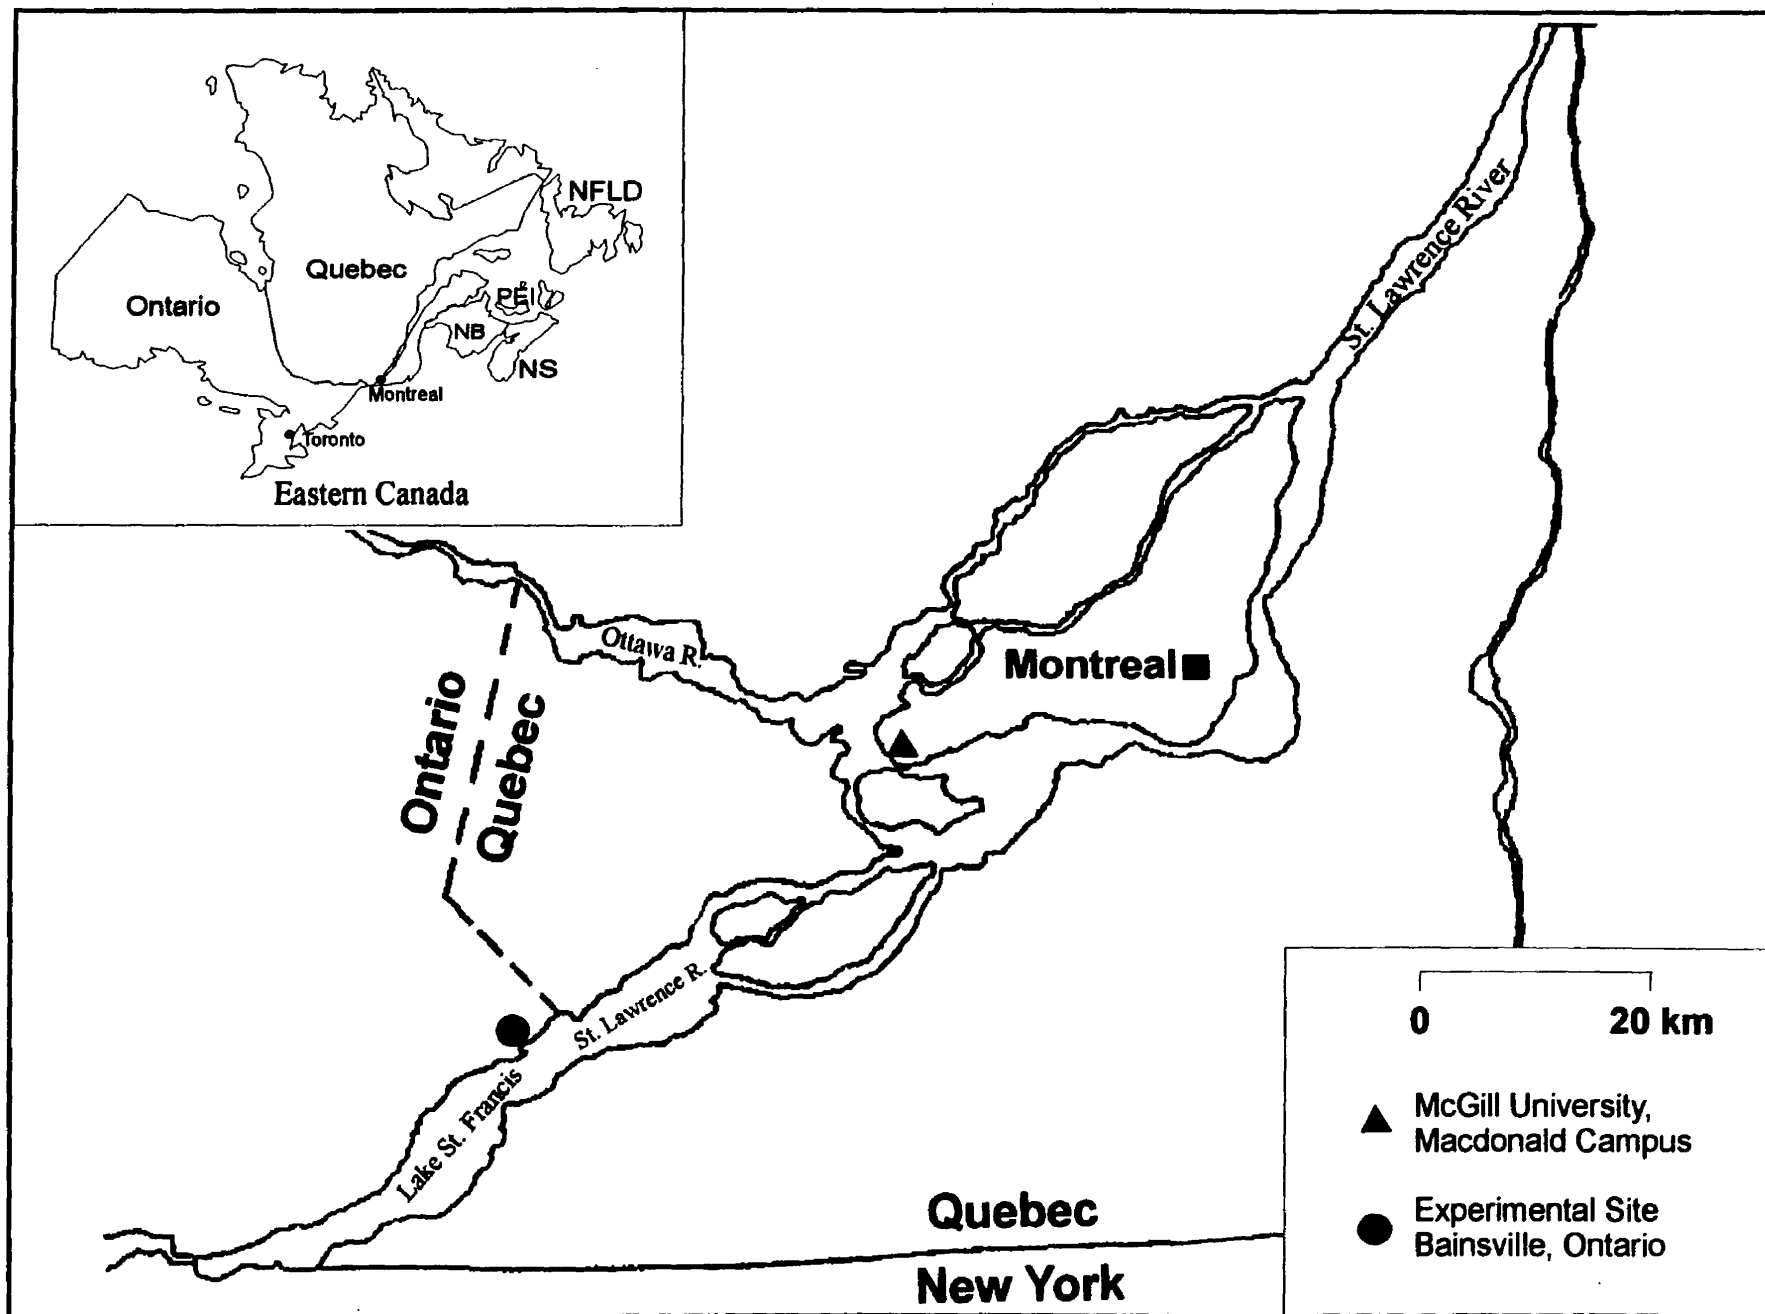 NFLD
Quebec
Ontario
PEI
NB
NS
Montreal
Toronto
Eastern Canada
St. Lawrence River
Ottawa R.
Montreal
Ontario
Quebec
St. Lawrence R.
Lake St. Francis
Quebec
New York
0 20 km
McGill University,
Macdonald Campus
Experimental Site
Bainsville, Ontario